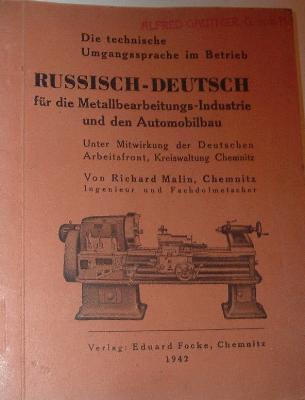 ALFRED GAUTHIER G.m.b.H.
Die technische
Umgangssprache im Betrieb
RUSSISCH-DEUTSCH
für die Metallbearbeitungs-Industrie
und den Automobilbau
Unter Mitwirkung der Deutschen
Arbeitsfront, Kreiswaltung Chemnitz
Von Richard Malin, Chemnitz
Ingenieur und Fachdolmetscher
Verlag: Eduard Focke, Chemnitz
1942